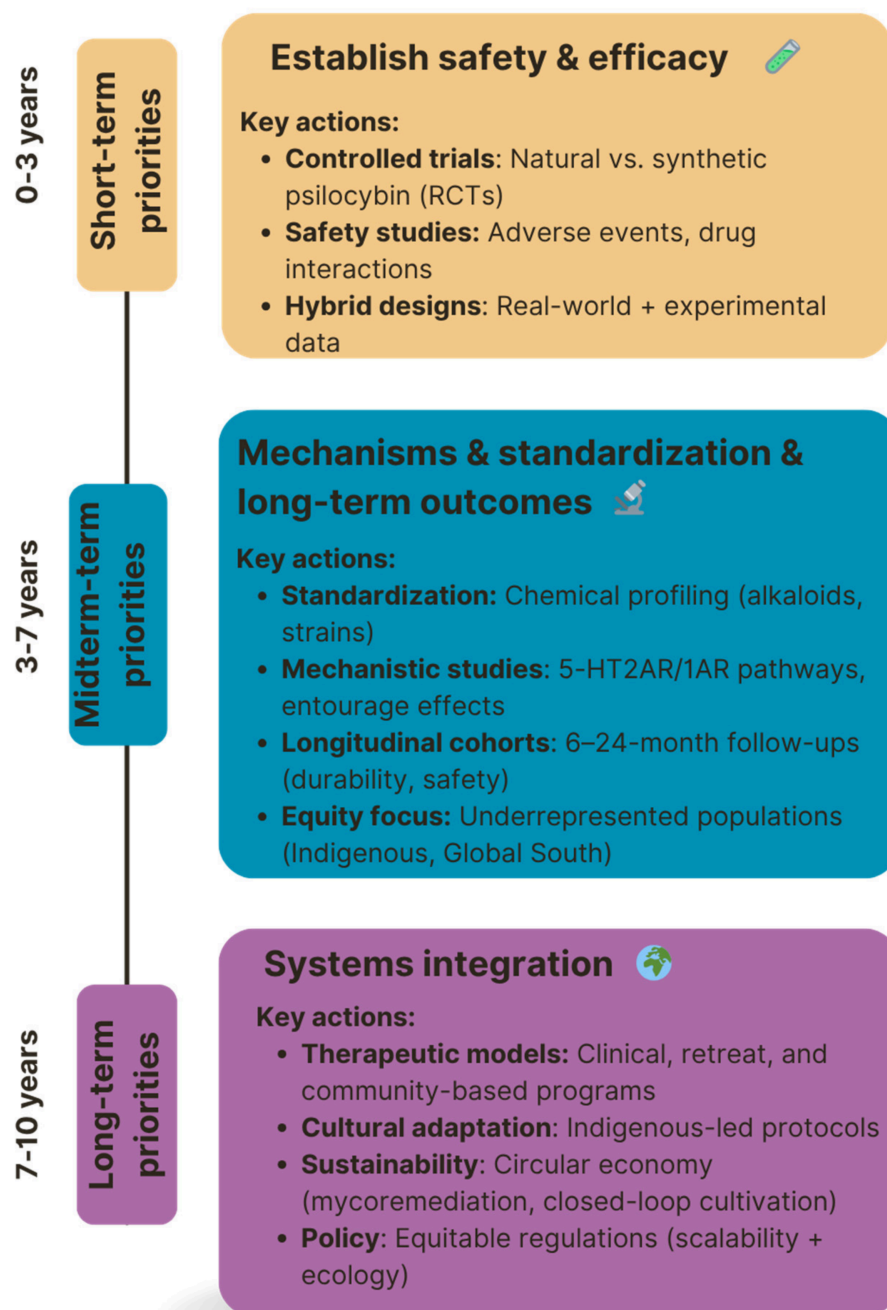 0-3 years
Short-term
priorities
Establish safety & efficacy
Key actions:
• Controlled trials: Natural vs. synthetic
psilocybin (RCTs)
• Safety studies: Adverse events, drug
interactions
• Hybrid designs: Real-world + experimental
data
3-7 years
Midterm-term
priorities
Mechanisms & standardization &
long-term outcomes
Key actions:
• Standardization: Chemical profiling (alkaloids,
strains)
• Mechanistic studies: 5-HT2AR/1AR pathways,
entourage effects
• Longitudinal cohorts: 6–24-month follow-ups
(durability, safety)
• Equity focus: Underrepresented populations
(Indigenous, Global South)
7-10 years
Long-term
priorities
Systems integration
Key actions:
• Therapeutic models: Clinical, retreat, and
community-based programs
• Cultural adaptation: Indigenous-led protocols
• Sustainability: Circular economy
(mycoremediation, closed-loop cultivation)
• Policy: Equitable regulations (scalability +
ecology)